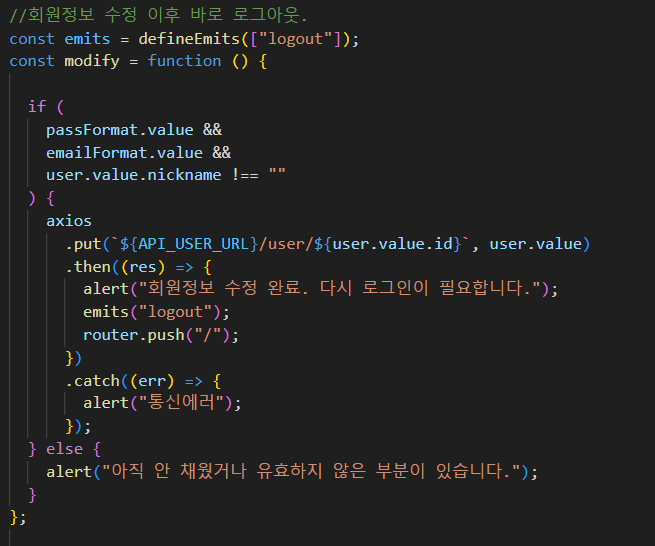 //회원정보 수정 이후 바로 로그아웃.
const emits = defineEmits(["logout"]);
const modify = function () {
if (
passFormat.value &&
emailFormat.value &&
user.value.nickname !== ""
) {
axios
.put(`${API_USER_URL}/user/${user.value.id}`, user.value)
.then((res) => {
alert("회원정보 수정 완료. 다시 로그인이 필요합니다.");
emits("logout");
router.push("/");
})
.catch((err) => {
alert("통신에러");
});
} else {
alert("아직 안 채웠거나 유효하지 않은 부분이 있습니다.");
}
};